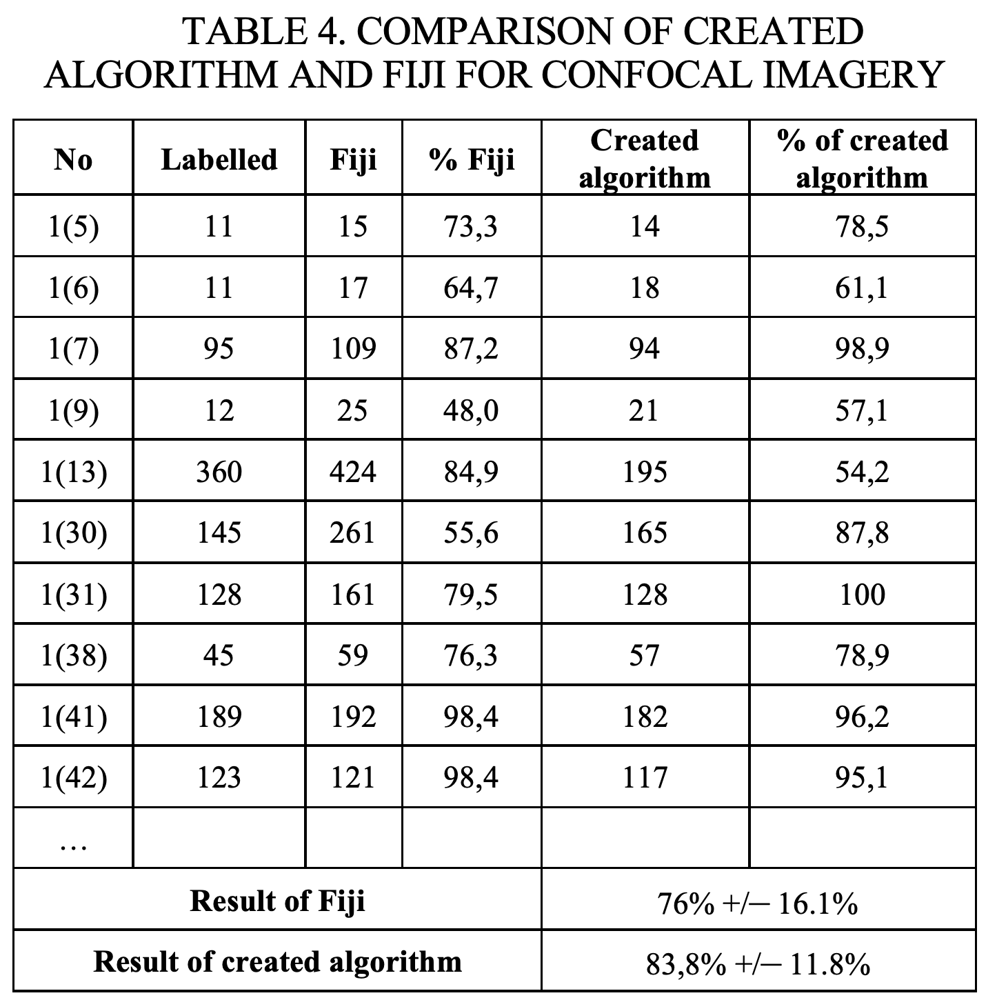 TABLE 4. COMPARISON OF CREATED
ALGORITHM AND FIJI FOR CONFOCAL IMAGERY
No Labelled Fiji % Fiji Created algorithm % of created algorithm
1(5) 11 15 73,3 14 78,5
1(6) 11 17 64,7 18 61,1
1(7) 95 109 87,2 94 98,9
1(9) 12 25 48,0 21 57,1
1(13) 360 424 84,9 195 54,2
1(30) 145 261 55,6 165 87,8
1(31) 128 161 79,5 128 100
1(38) 45 59 76,3 57 78,9
1(41) 189 192 98,4 182 96,2
1(42) 123 121 98,4 117 95,1
…
Result of Fiji 76% +/– 16.1%
Result of created algorithm 83,8% +/– 11.8%